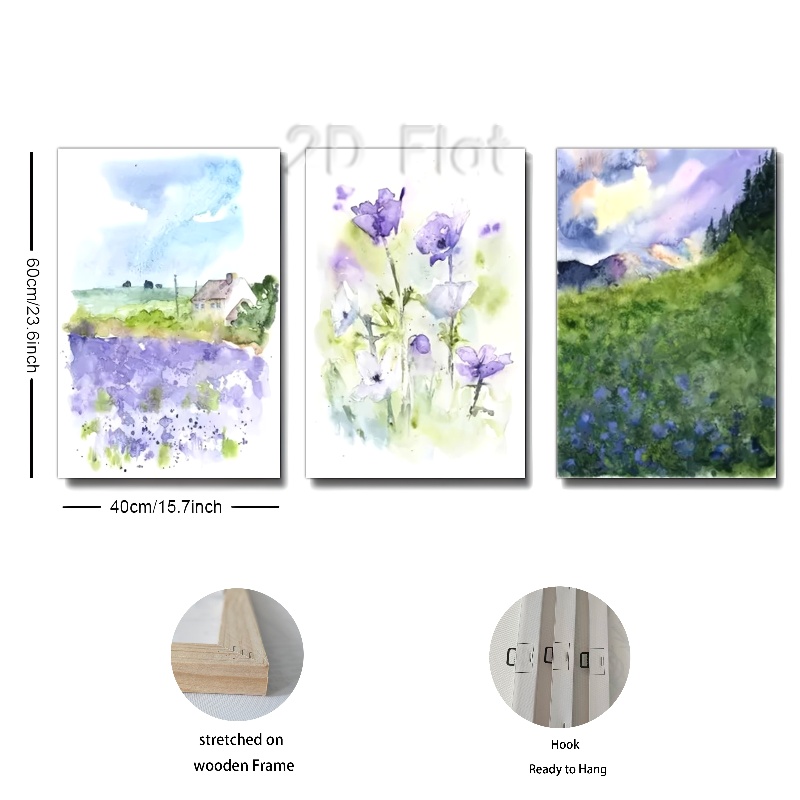 2D Flat
60cm/23.6inch
40cm/15.7inch
stretched on
wooden Frame
Hook
Ready to Hang